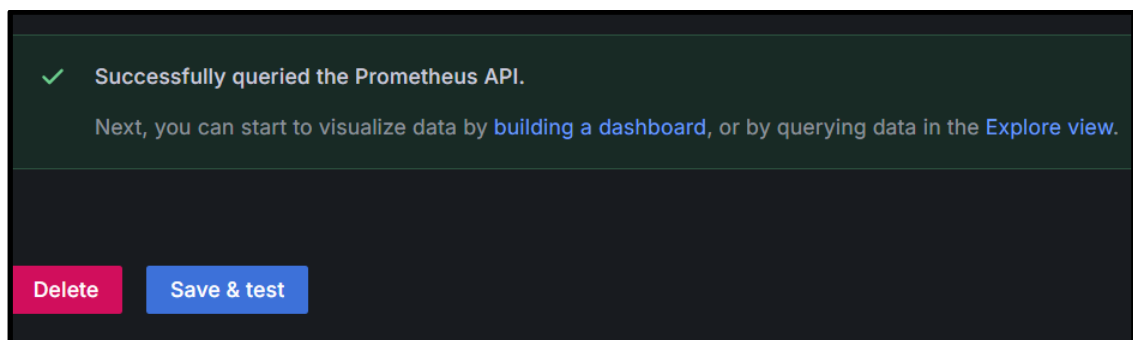 Successfully queried the Prometheus API.
Next, you can start to visualize data by building a dashboard, or by querying data in the Explore view.
Delete
Save & test